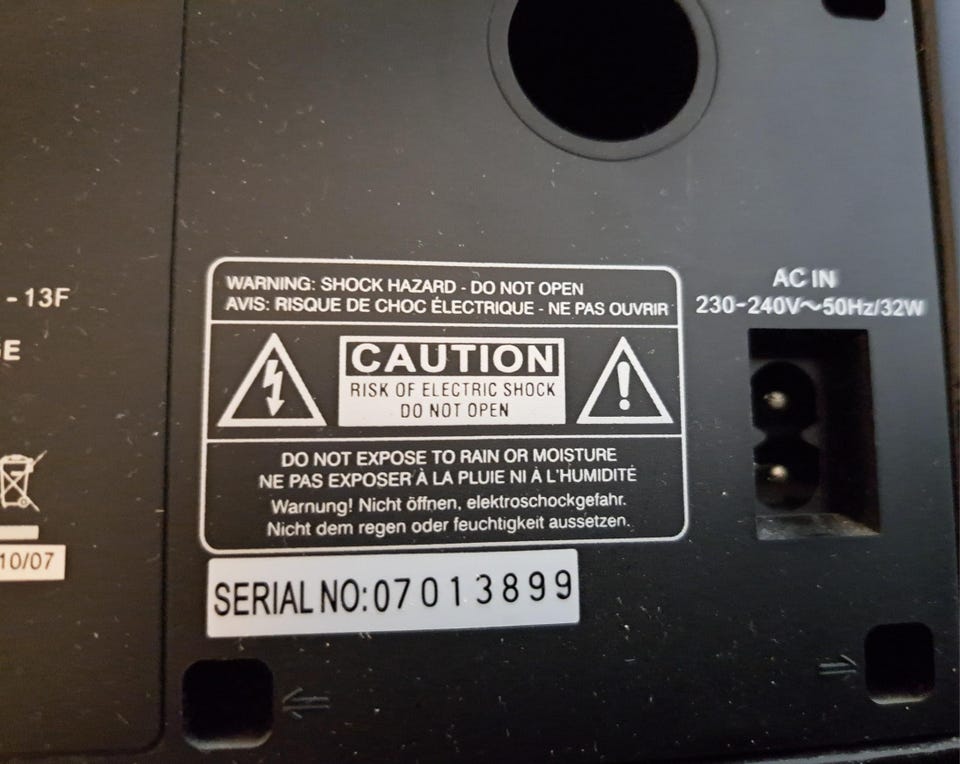 - 13F
GE
10/07
WARNING: SHOCK HAZARD - DO NOT OPEN
AVIS: RISQUE DE CHOC ÉLECTRIQUE - NE PAS OUVRIR
CAUTION
RISK OF ELECTRIC SHOCK
DO NOT OPEN
DO NOT EXPOSE TO RAIN OR MOISTURE
NE PAS EXPOSER À LA PLUIE NI À L'HUMIDITÉ
Warnung! Nicht öffnen, elektroschockgefahr.
Nicht dem regen oder feuchtigkeit aussetzen.
SERIAL NO:07013899
AC IN
230-240V~50Hz/32W